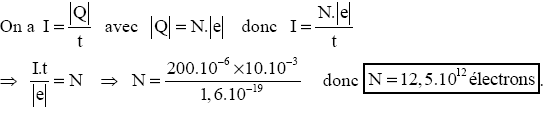 On a I = |Q| / t avec |Q| = N.|e| donc I = N.|e| / t
⇒ I.t / |e| = N ⇒ N = 200.10⁻⁶ × 10.10⁻³ / 1,6.10⁻¹⁹ donc N = 12,5.10¹² électrons.